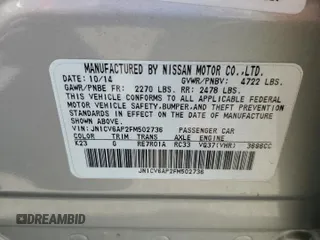 MANUFACTURED BY NISSAN MOTOR CO.,LTD.
DATE: 10/14 GVWR/PNBV: 4722 LBS.
GAWR/PNBE FR: 2270 LBS. RR: 2478 LBS.
THIS VEHICLE CONFORMS TO ALL APPLICABLE
FEDERAL MOTOR VEHICLE SAFETY, BUMPER, AND THEFT PREVENTION
STANDARDS IN EFFECT ON THE DATE OF MANUFACTURE
SHOWN ABOVE.
VIN: JN1CV6AP2FM502736 PASSENGER CAR
COLOR TRIM TRANS AXLE ENGINE
K23 G RE7R01A RC33 VQ37(VHR) 3696CC
JN1CV6AP2FM502736
DREAMBID